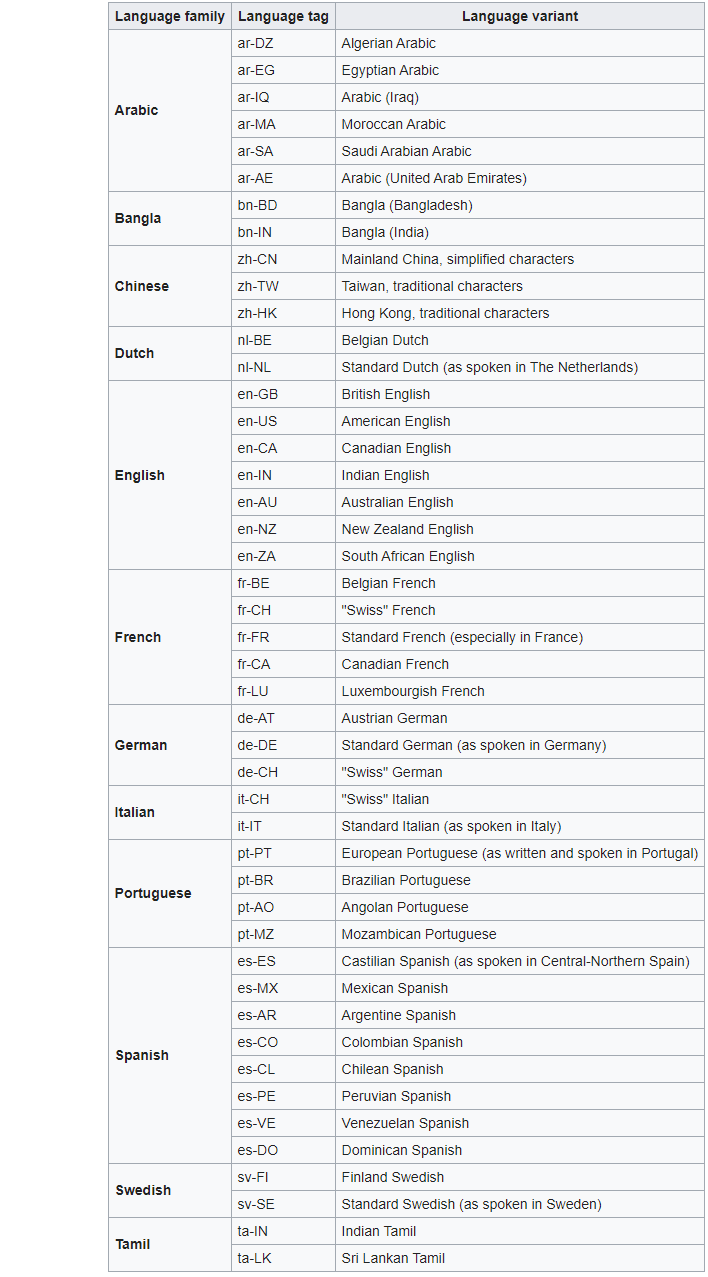 Language family Language tag Language variant
Arabic ar-DZ Algerian Arabic
ar-EG Egyptian Arabic
ar-IQ Arabic (Iraq)
ar-MA Moroccan Arabic
ar-SA Saudi Arabian Arabic
ar-AE Arabic (United Arab Emirates)
Bangla bn-BD Bangla (Bangladesh)
bn-IN Bangla (India)
Chinese zh-CN Mainland China, simplified characters
zh-TW Taiwan, traditional characters
zh-HK Hong Kong, traditional characters
Dutch nl-BE Belgian Dutch
nl-NL Standard Dutch (as spoken in The Netherlands)
English en-GB British English
en-US American English
en-CA Canadian English
en-IN Indian English
en-AU Australian English
en-NZ New Zealand English
en-ZA South African English
French fr-BE Belgian French
fr-CH "Swiss" French
fr-FR Standard French (especially in France)
fr-CA Canadian French
fr-LU Luxembourgish French
German de-AT Austrian German
de-DE Standard German (as spoken in Germany)
de-CH "Swiss" German
Italian it-CH "Swiss" Italian
it-IT Standard Italian (as spoken in Italy)
Portuguese pt-PT European Portuguese (as written and spoken in Portugal)
pt-BR Brazilian Portuguese
pt-AO Angolan Portuguese
pt-MZ Mozambican Portuguese
Spanish es-ES Castilian Spanish (as spoken in Central-Northern Spain)
es-MX Mexican Spanish
es-AR Argentine Spanish
es-CO Colombian Spanish
es-CL Chilean Spanish
es-PE Peruvian Spanish
es-VE Venezuelan Spanish
es-DO Dominican Spanish
Swedish sv-FI Finland Swedish
sv-SE Standard Swedish (as spoken in Sweden)
Tamil ta-IN Indian Tamil
ta-LK Sri Lankan Tamil